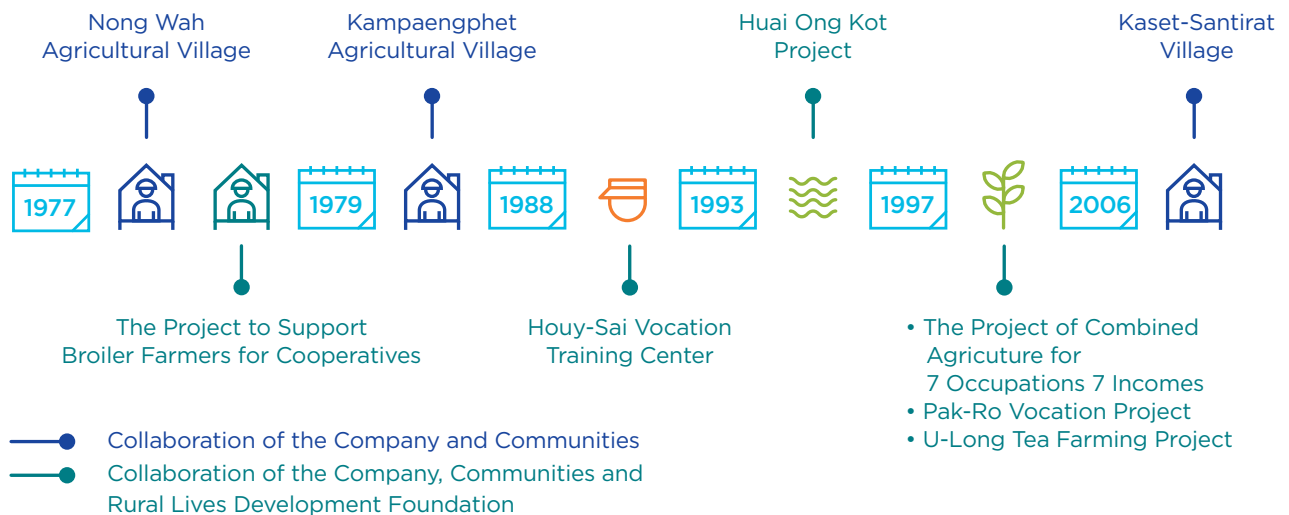 Nong Wah
Agricultural Village
Kampaengphet
Agricultural Village
Huai Ong Kot
Project
Kaset-Santirat
Village
1977
1979
1988
1993
1997
2006
The Project to Support
Broiler Farmers for Cooperatives
Houy-Sai Vocation
Training Center
• The Project of Combined
Agricuture for
7 Occupations 7 Incomes
• Pak-Ro Vocation Project
• U-Long Tea Farming Project
Collaboration of the Company and Communities
Collaboration of the Company, Communities and
Rural Lives Development Foundation